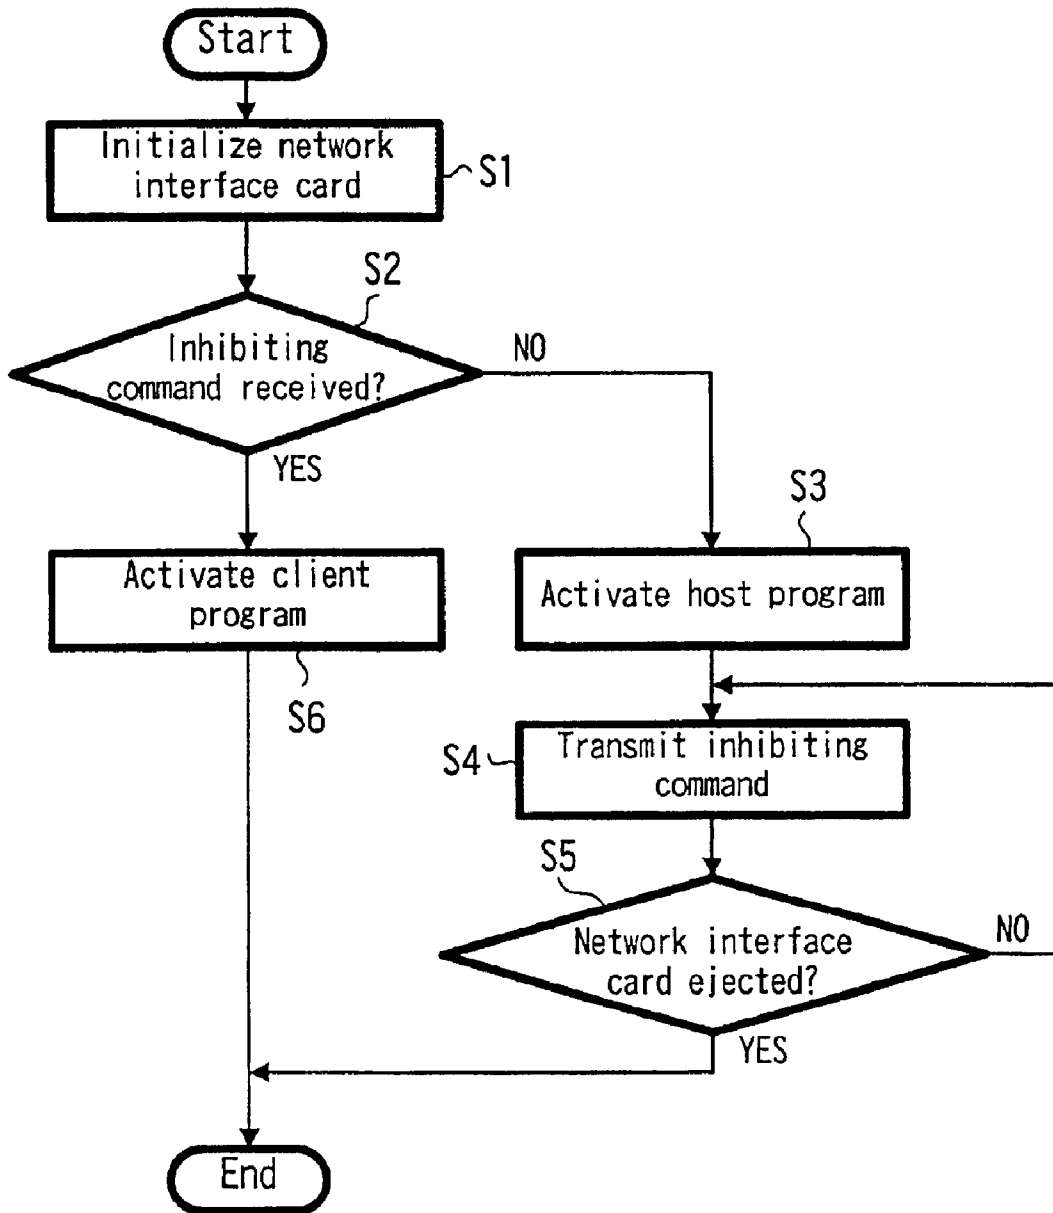 Start
Initialize network
interface card
S1
S2
Inhibiting
command received?
NO
YES
S3
Activate client
program
Activate host program
S6
S4
Transmit inhibiting
command
S5
Network interface
card ejected?
NO
YES
End